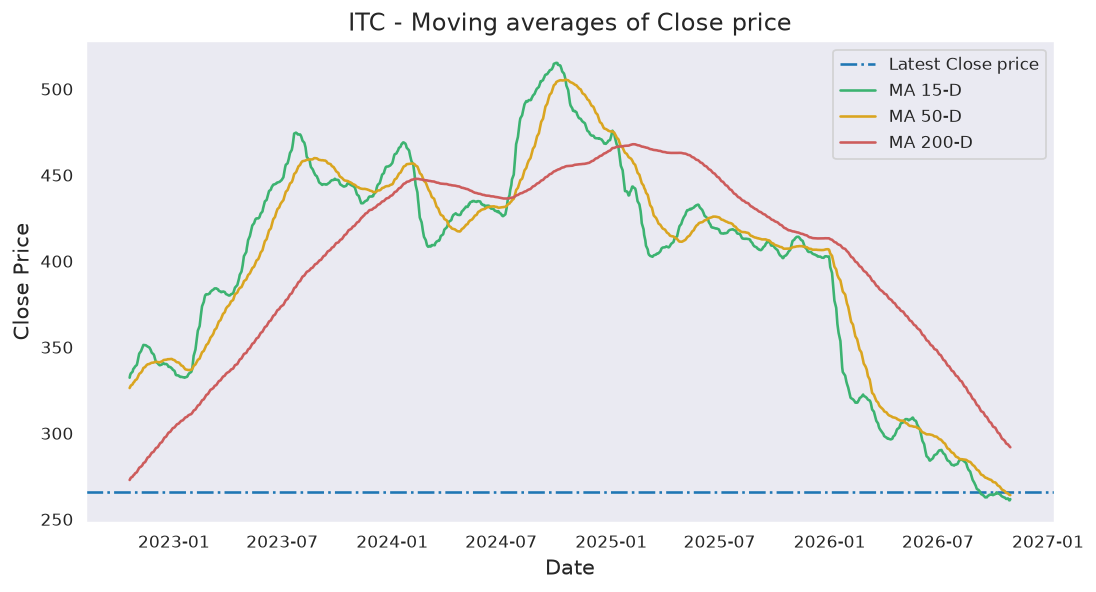 ITC - Moving averages of Close price
Latest Close price
MA 15-D
MA 50-D
MA 200-D
Close Price
500
450
400
350
300
250
2023-01 2023-07 2024-01 2024-07 2025-01 2025-07 2026-01 2026-07 2027-01
Date